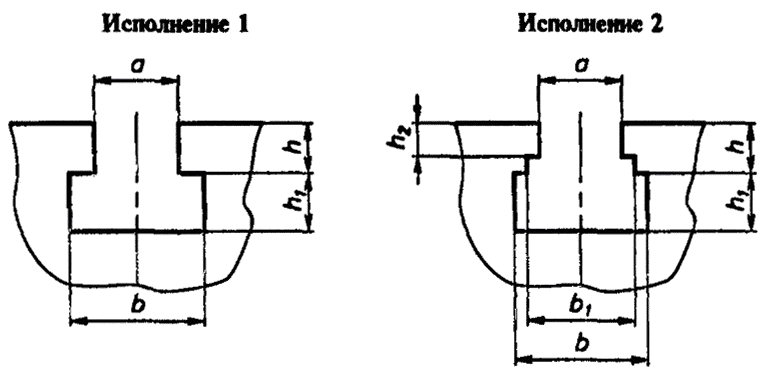 Исполнение 1
Исполнение 2
a
h
h₁
b
a
h₂
h
h₁
b₁
b